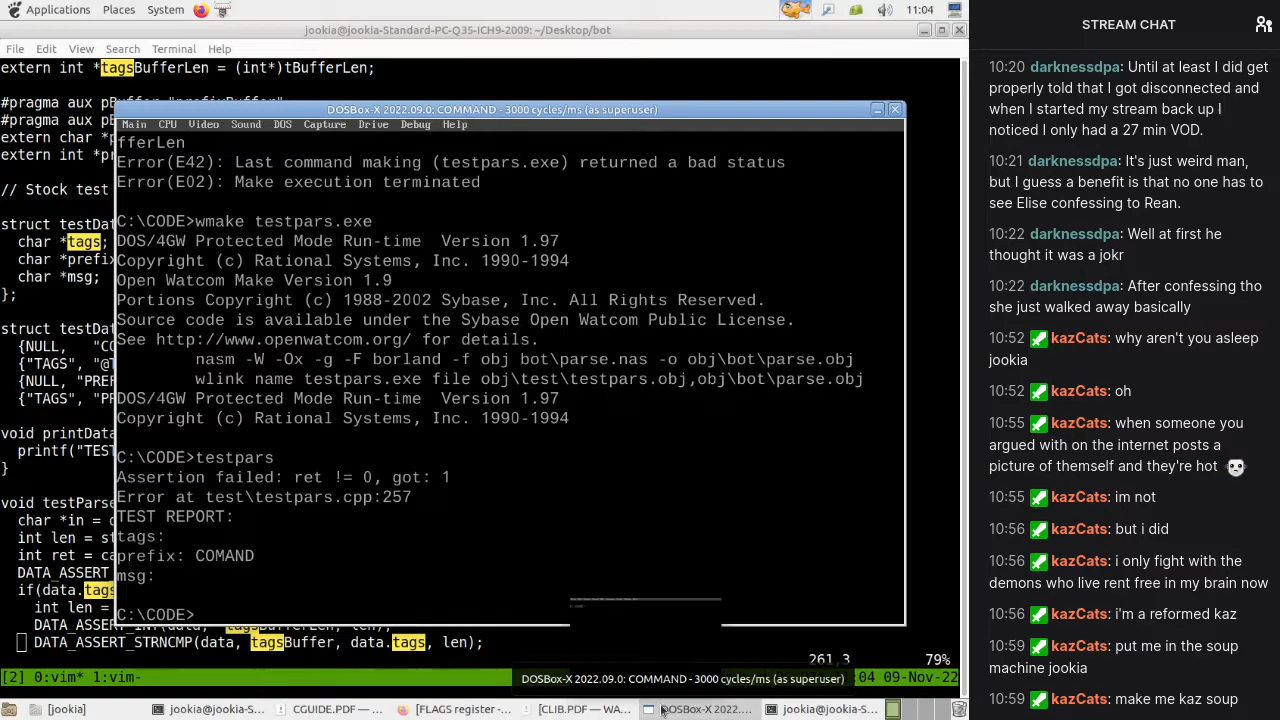 Applications Places System 11:04
jookia@jookia-Standard-PC-Q35-ICH9-2009: ~/Desktop/bot
File Edit View Search Terminal Help
extern int *tagsBufferLen = (int*)tBufferLen;
#pragma aux pBuffer "prefixBuffer"
#pragma aux pB
extern char *p
extern int *pr
// Stock test
struct testDat
char *tags;
char *prefix
char *msg;
};
struct testDat
{NULL, "CO
{"TAGS", "@T
{NULL, "PREF
{"TAGS", "PR
void printData
printf("TEST
}
void testParse
char *in = d
int len = st
int ret = ca
DATA_ASSERT
if(data.tags
int len =
DATA_ASSERT_INT(data, tagsBufferLen, len);
DATA_ASSERT_STRNCMP(data, tagsBuffer, data.tags, len);
261,3 79%
[2] 0:vim* 1:vim- :04 09-Nov-22
DOSBox-X 2022.09.0: COMMAND - 3000 cycles/ms (as superuser)
Main CPU Video Sound DOS Capture Drive Debug Help
fferLen
Error(E42): Last command making (testpars.exe) returned a bad status
Error(E02): Make execution terminated
C:\CODE>wmake testpars.exe
DOS/4GW Protected Mode Run-time Version 1.97
Copyright (c) Rational Systems, Inc. 1990-1994
Open Watcom Make Version 1.9
Portions Copyright (c) 1988-2002 Sybase, Inc. All Rights Reserved.
Source code is available under the Sybase Open Watcom Public License.
See http://www.openwatcom.org/ for details.
nasm -W -Ox -g -F borland -f obj bot\parse.nas -o obj\bot\parse.obj
wlink name testpars.exe file obj\test\testpars.obj,obj\bot\parse.obj
DOS/4GW Protected Mode Run-time Version 1.97
Copyright (c) Rational Systems, Inc. 1990-1994
C:\CODE>testpars
Assertion failed: ret != 0, got: 1
Error at test\testpars.cpp:257
TEST REPORT:
tags:
prefix: COMAND
msg:
C:\CODE>
DOSBox-X 2022.09.0: COMMAND - 3000 cycles/ms (as superuser)
[jookia] jookia@jookia-S... CGUIDE.PDF — ... [FLAGS register -... [CLIB.PDF — WA... DOSBox-X 2022.... jookia@jookia-S...
STREAM CHAT
10:20 darknessdpa: Until at least I did get
properly told that I got disconnected and
when I started my stream back up I
noticed I only had a 27 min VOD.
10:21 darknessdpa: It's just weird man,
but I guess a benefit is that no one has to
see Elise confessing to Rean.
10:22 darknessdpa: Well at first he
thought it was a jokr
10:22 darknessdpa: After confessing tho
she just walked away basically
10:52 kazCats: why aren't you asleep
jookia
10:52 kazCats: oh
10:55 kazCats: when someone you
argued with on the internet posts a
picture of themself and they're hot
10:55 kazCats: im not
10:56 kazCats: but i did
10:56 kazCats: i only fight with the
demons who live rent free in my brain now
10:56 kazCats: i'm a reformed kaz
10:59 kazCats: put me in the soup
machine jookia
10:59 kazCats: make me kaz soup